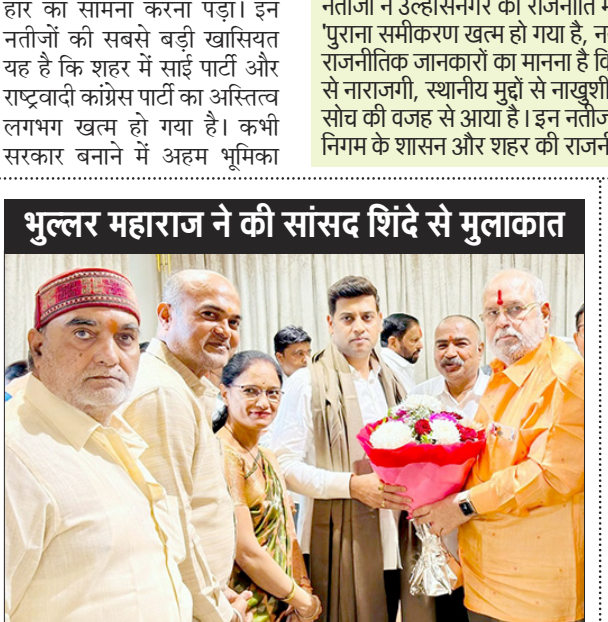 हार का सामना करना पड़ा। इन
नतीजों की सबसे बड़ी खासियत
यह है कि शहर में साई पार्टी और
राष्ट्रवादी कांग्रेस पार्टी का अस्तित्व
लगभग खत्म हो गया है। कभी
सरकार बनाने में अहम भूमिका
नतीजों ने उल्हासनगर की राजनीति
'पुराना समीकरण खत्म हो गया है,
राजनीतिक जानकारों का मानना है
से नाराजगी, स्थानीय मुद्दों से नाखुशी
सोच की वजह से आया है। इन
निगम के शासन और शहर की
भुल्लर महाराज ने की सांसद शिंदे से मुलाकात